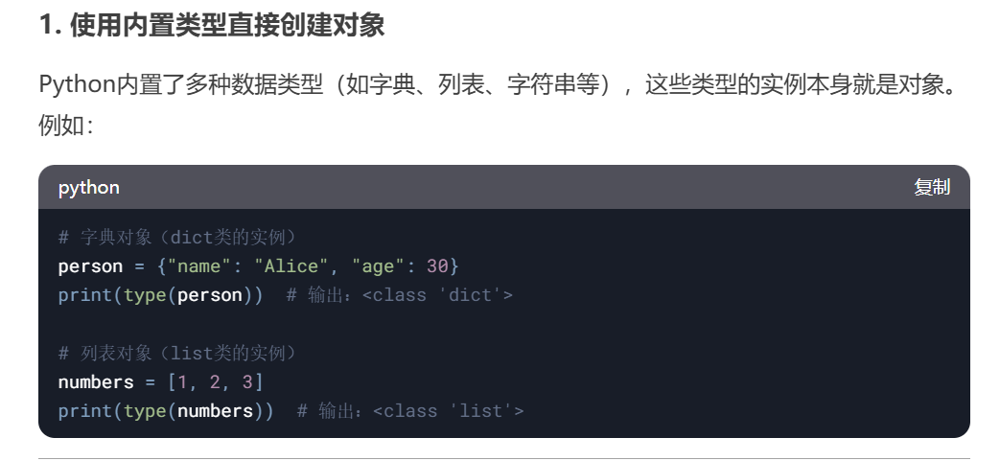 1. 使用内置类型直接创建对象
Python内置了多种数据类型（如字典、列表、字符串等），这些类型的实例本身就是对象。
例如：
python 复制
# 字典对象（dict类的实例）
person = {"name": "Alice", "age": 30}
print(type(person))  # 输出：<class 'dict'>
# 列表对象（list类的实例）
numbers = [1, 2, 3]
print(type(numbers))  # 输出：<class 'list'>